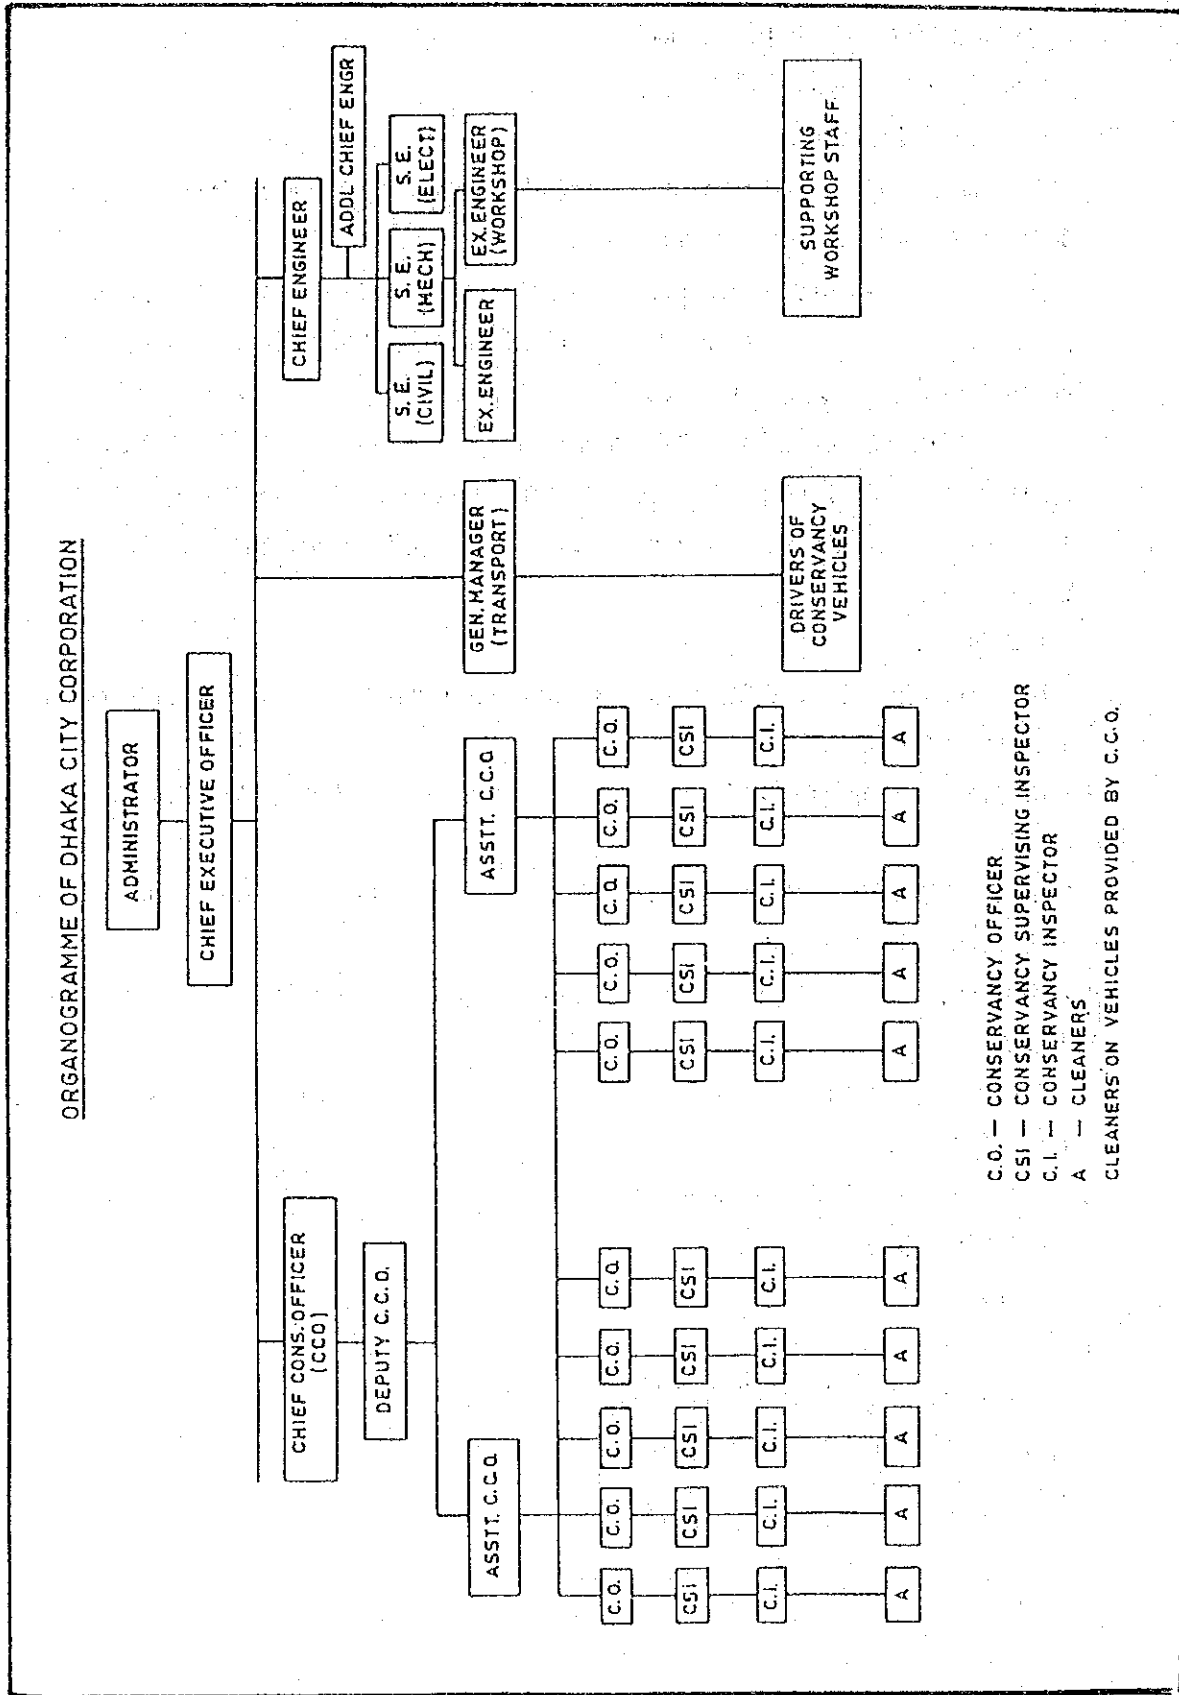 ORGANOGRAMME OF DHAKA CITY CORPORATION
ADMINISTRATOR
CHIEF EXECUTIVE OFFICER
CHIEF CONS. OFFICER
(CCO)
DEPUTY C.C.O.
ASSTT. C.C.O.
ASSTT. C.C.O.
GEN. MANAGER
(TRANSPORT)
CHIEF ENGINEER
ADDL CHIEF ENGR
S. E.
(CIVIL)
S. E.
(MECH)
S. E.
(ELECT)
EX. ENGINEER
EX. ENGINEER
(WORKSHOP)
C.O. C.O. C.O. C.O. C.O. C.O. C.O. C.O. C.O. C.O.
CSI CSI CSI CSI CSI CSI CSI CSI CSI CSI
C.I. C.I. C.I. C.I. C.I. C.I. C.I. C.I. C.I. C.I.
A A A A A A A A A A
DRIVERS OF
CONSERVANCY
VEHICLES
SUPPORTING
WORKSHOP STAFF
C.O. — CONSERVANCY OFFICER
CSI — CONSERVANCY SUPERVISING INSPECTOR
C.I. — CONSERVANCY INSPECTOR
A — CLEANERS
CLEANERS ON VEHICLES PROVIDED BY C.C.O.